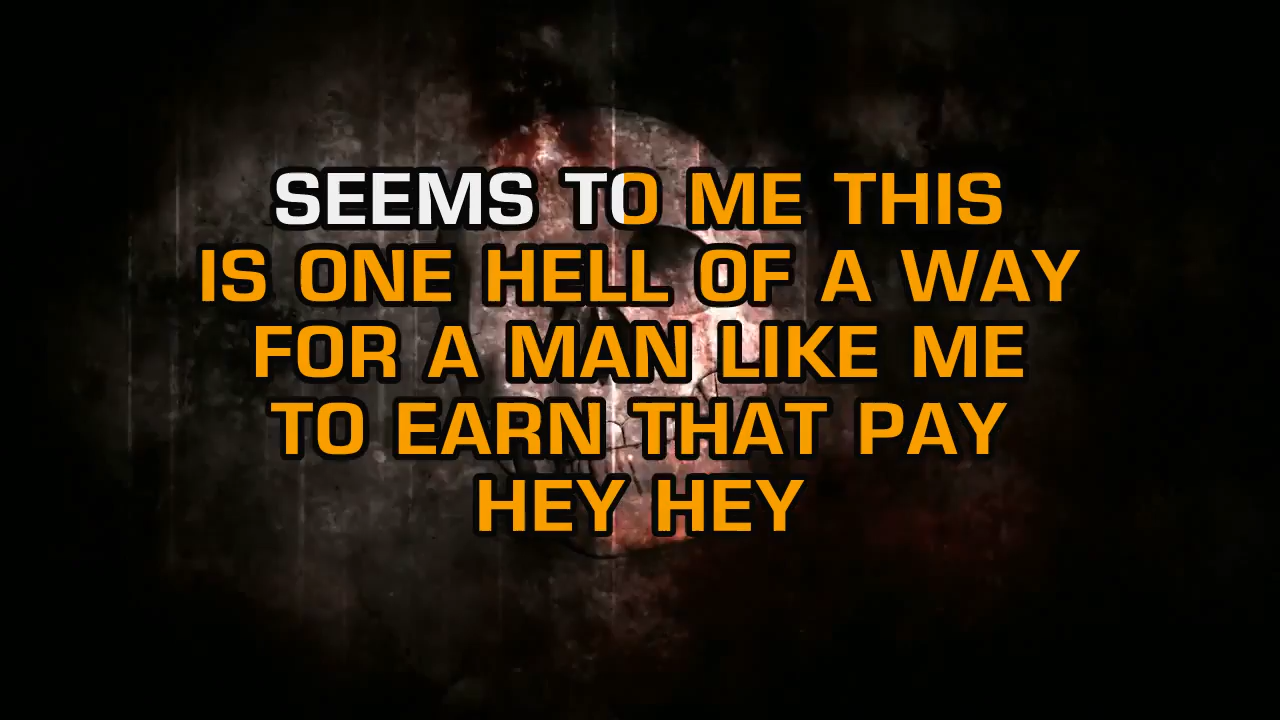 SEEMS TO ME THIS
IS ONE HELL OF A WAY
FOR A MAN LIKE ME
TO EARN THAT PAY
HEY HEY